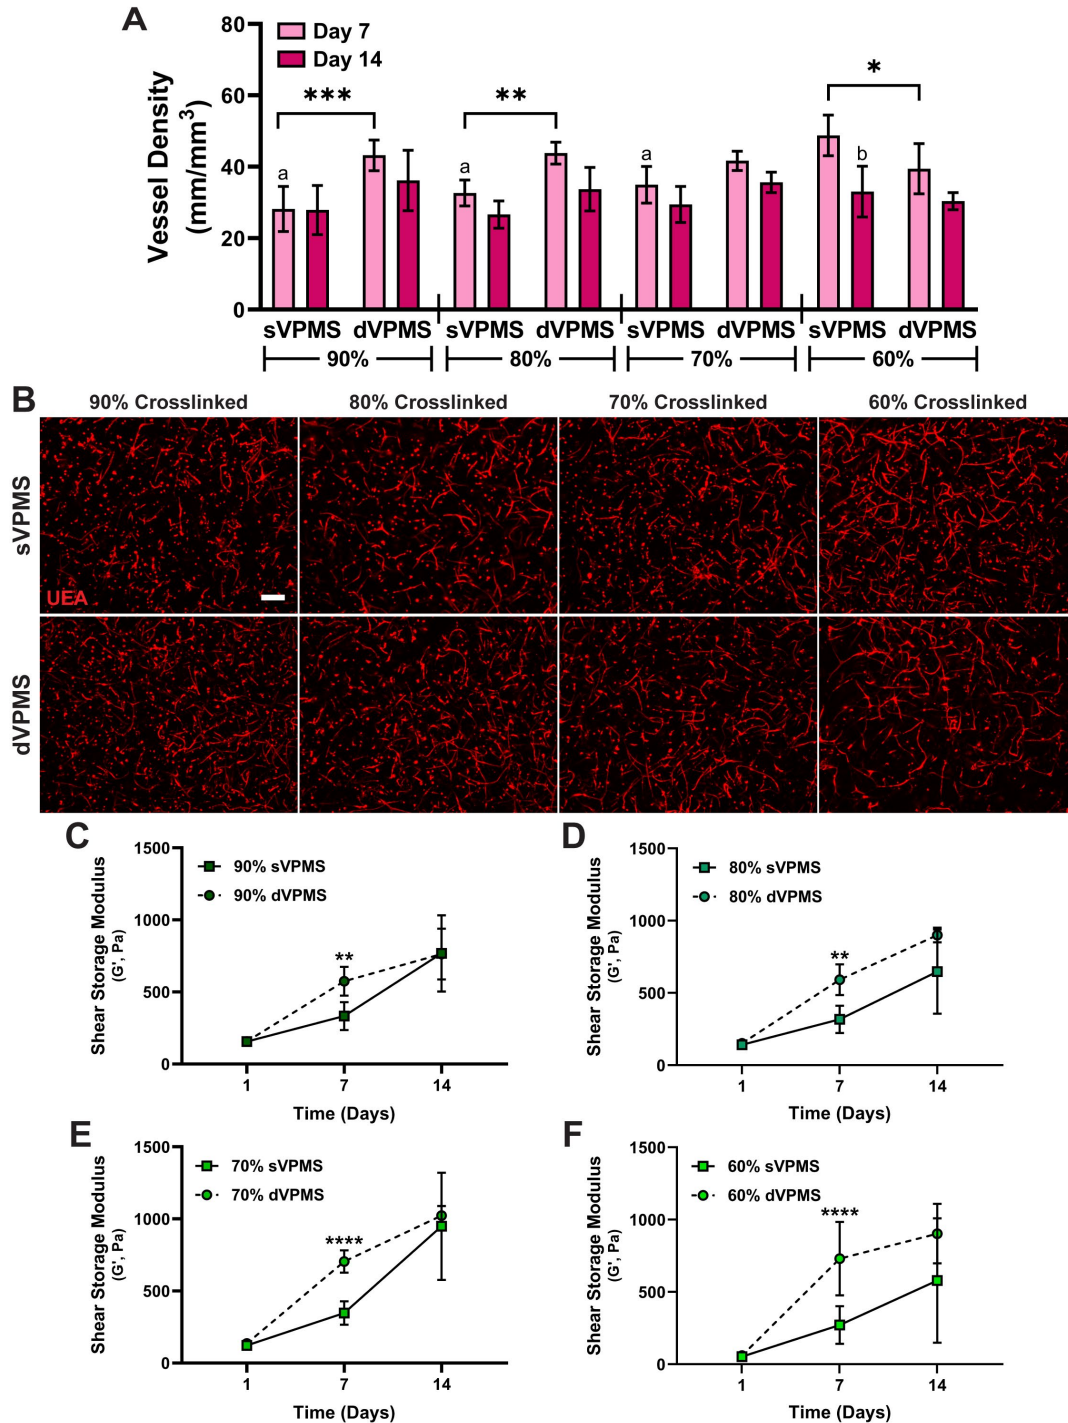 A
80
60
40
20
0
Vessel Density
(mm/mm³)
Day 7
Day 14
***
**
*
a
a
a
b
sVPMS dVPMS sVPMS dVPMS sVPMS dVPMS sVPMS dVPMS
90% 80% 70% 60%
B
90% Crosslinked 80% Crosslinked 70% Crosslinked 60% Crosslinked
sVPMS
UEA
dVPMS
C
1500
1000
500
0
Shear Storage Modulus
(G', Pa)
90% sVPMS
90% dVPMS
**
1 7 14
Time (Days)
D
1500
1000
500
0
Shear Storage Modulus
(G', Pa)
80% sVPMS
80% dVPMS
**
1 7 14
Time (Days)
E
1500
1000
500
0
Shear Storage Modulus
(G', Pa)
70% sVPMS
70% dVPMS
****
1 7 14
Time (Days)
F
1500
1000
500
0
Shear Storage Modulus
(G', Pa)
60% sVPMS
60% dVPMS
****
1 7 14
Time (Days)